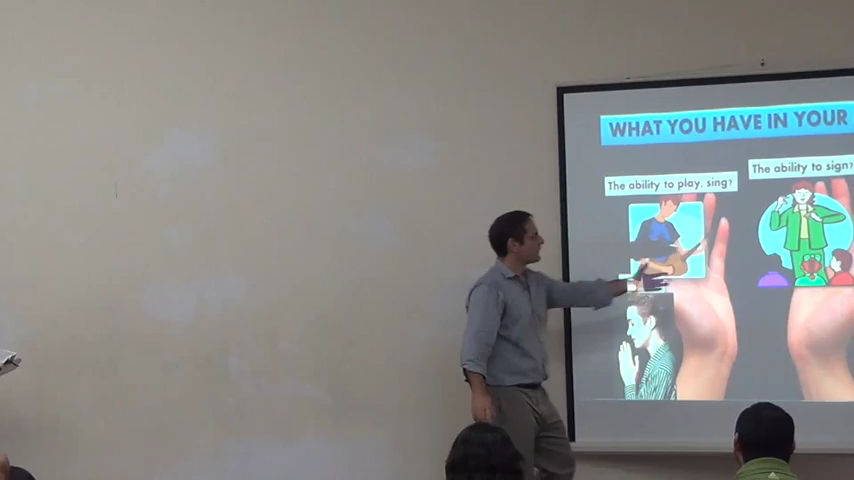 WHAT YOU HAVE IN YOUR
The ability to play, sing?
The ability to sign?